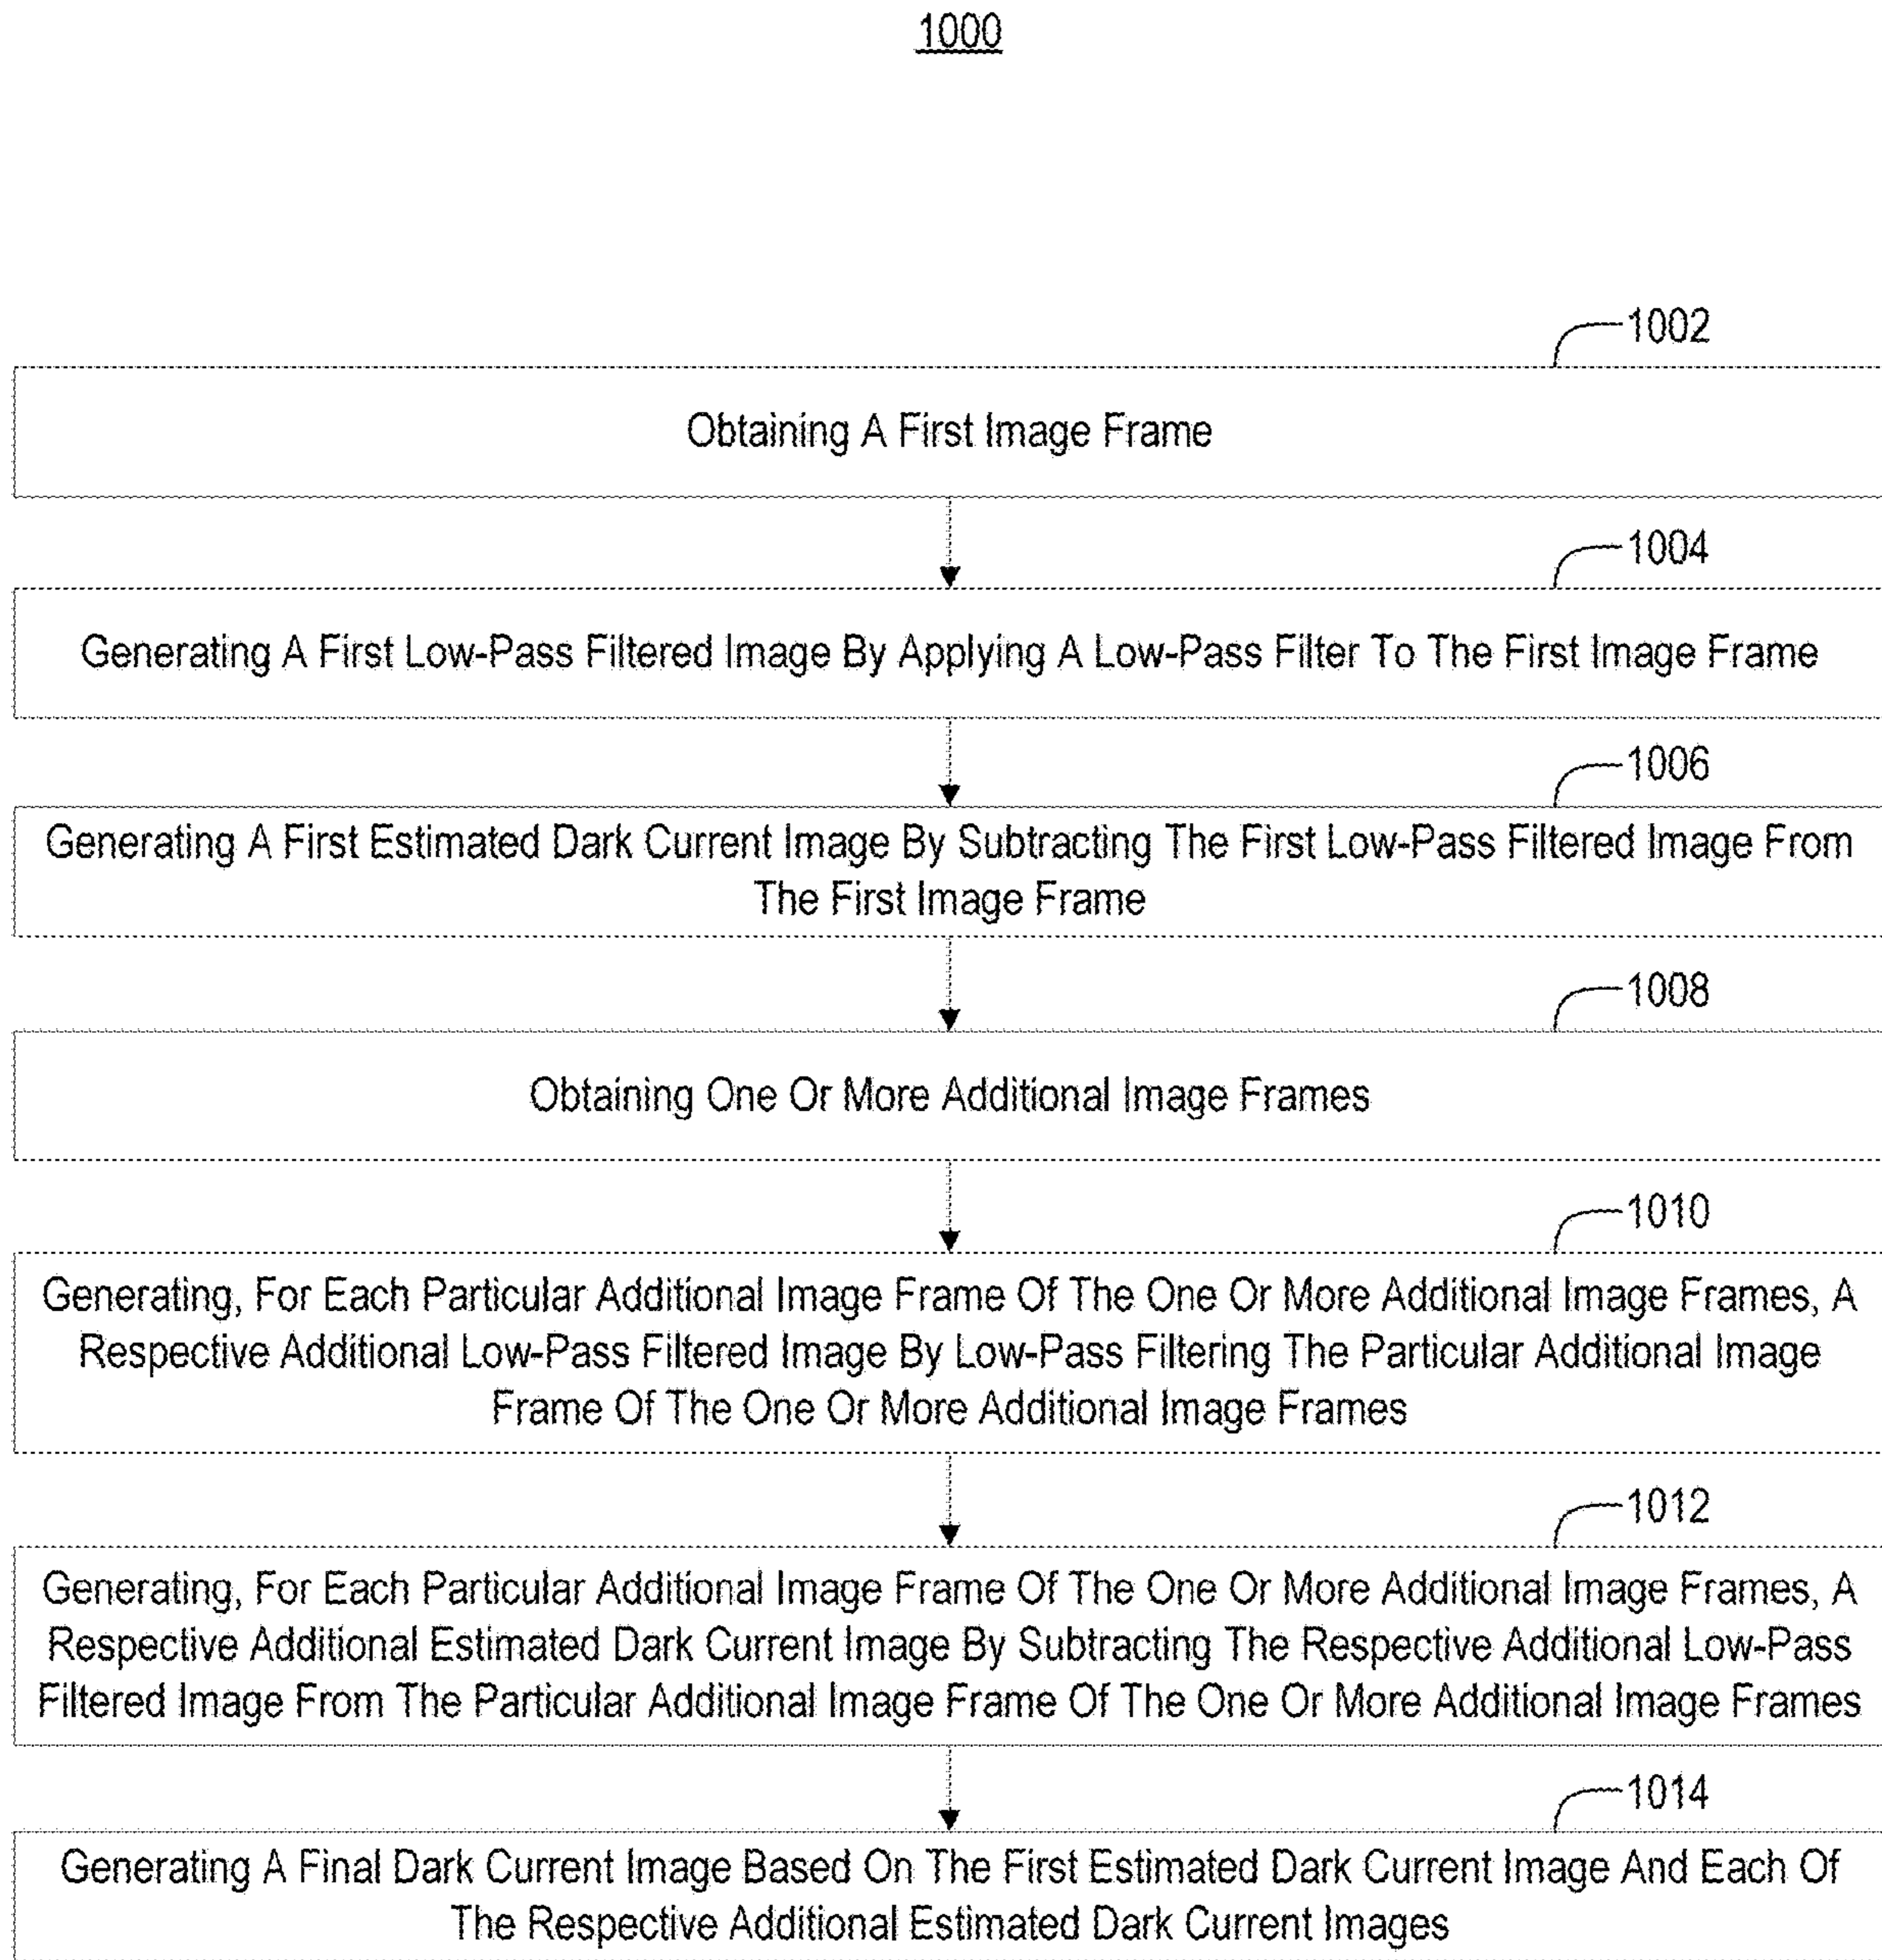 1000
1002
Obtaining A First Image Frame
1004
Generating A First Low-Pass Filtered Image By Applying A Low-Pass Filter To The First Image Frame
1006
Generating A First Estimated Dark Current Image By Subtracting The First Low-Pass Filtered Image From
The First Image Frame
1008
Obtaining One Or More Additional Image Frames
1010
Generating, For Each Particular Additional Image Frame Of The One Or More Additional Image Frames, A
Respective Additional Low-Pass Filtered Image By Low-Pass Filtering The Particular Additional Image
Frame Of The One Or More Additional Image Frames
1012
Generating, For Each Particular Additional Image Frame Of The One Or More Additional Image Frames, A
Respective Additional Estimated Dark Current Image By Subtracting The Respective Additional Low-Pass
Filtered Image From The Particular Additional Image Frame Of The One Or More Additional Image Frames
1014
Generating A Final Dark Current Image Based On The First Estimated Dark Current Image And Each Of
The Respective Additional Estimated Dark Current Images